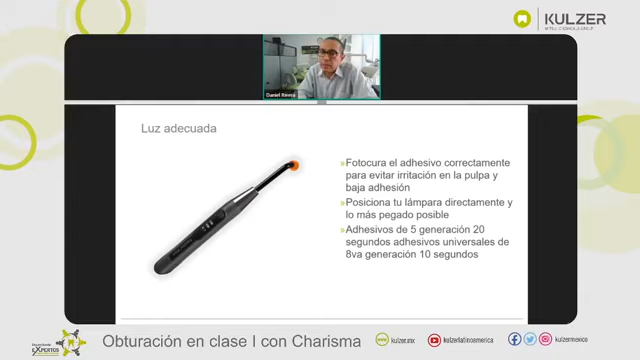 KULZER
MITSUI CHEMICALS GROUP
Daniel Rivera
Luz adecuada
»Fotocura el adhesivo correctamente
para evitar irritación en la pulpa y
baja adhesión
»Posiciona tu lámpara directamente y
lo más pegado posible
»Adhesivos de 5 generación 20
segundos adhesivos universales de
8va generación 10 segundos
EXPERTOS
Obturación en clase I con Charisma
kulzer.mx
kulzerlatinoamerica
kulzermexico